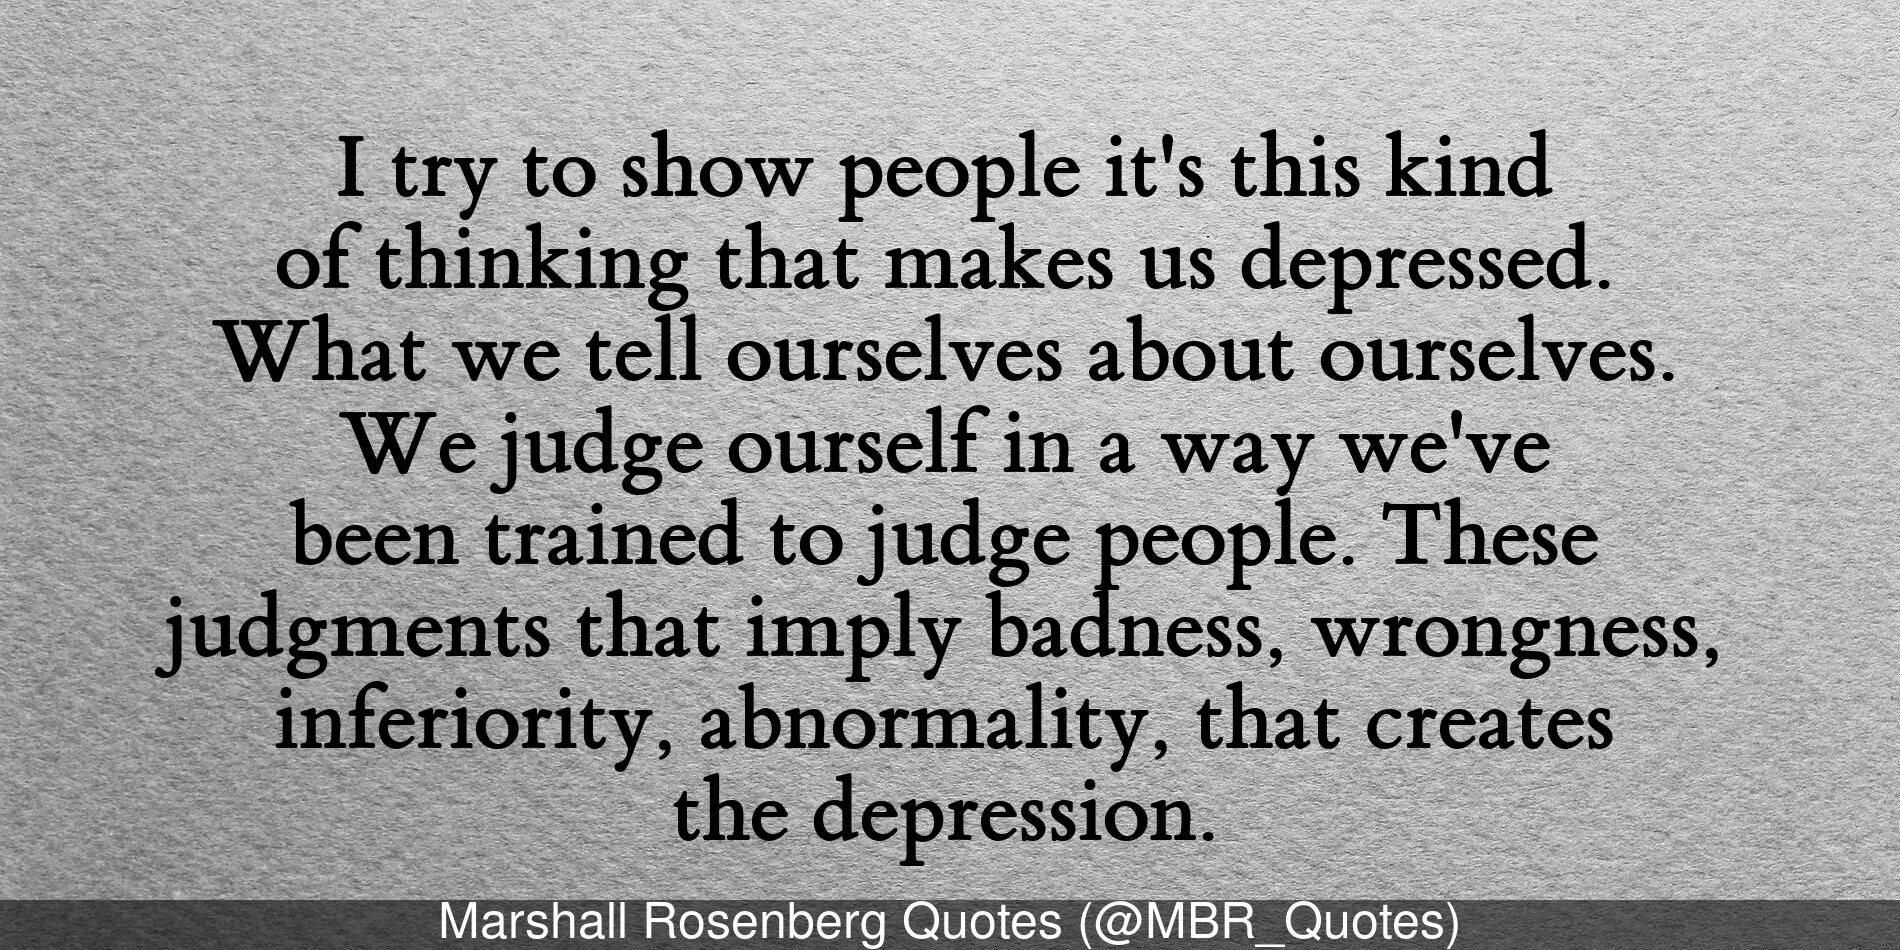 I try to show people it's this kind
of thinking that makes us depressed.
What we tell ourselves about ourselves.
We judge ourself in a way we've
been trained to judge people. These
judgments that imply badness, wrongness,
inferiority, abnormality, that creates
the depression.
Marshall Rosenberg Quotes (@MBR_Quotes)